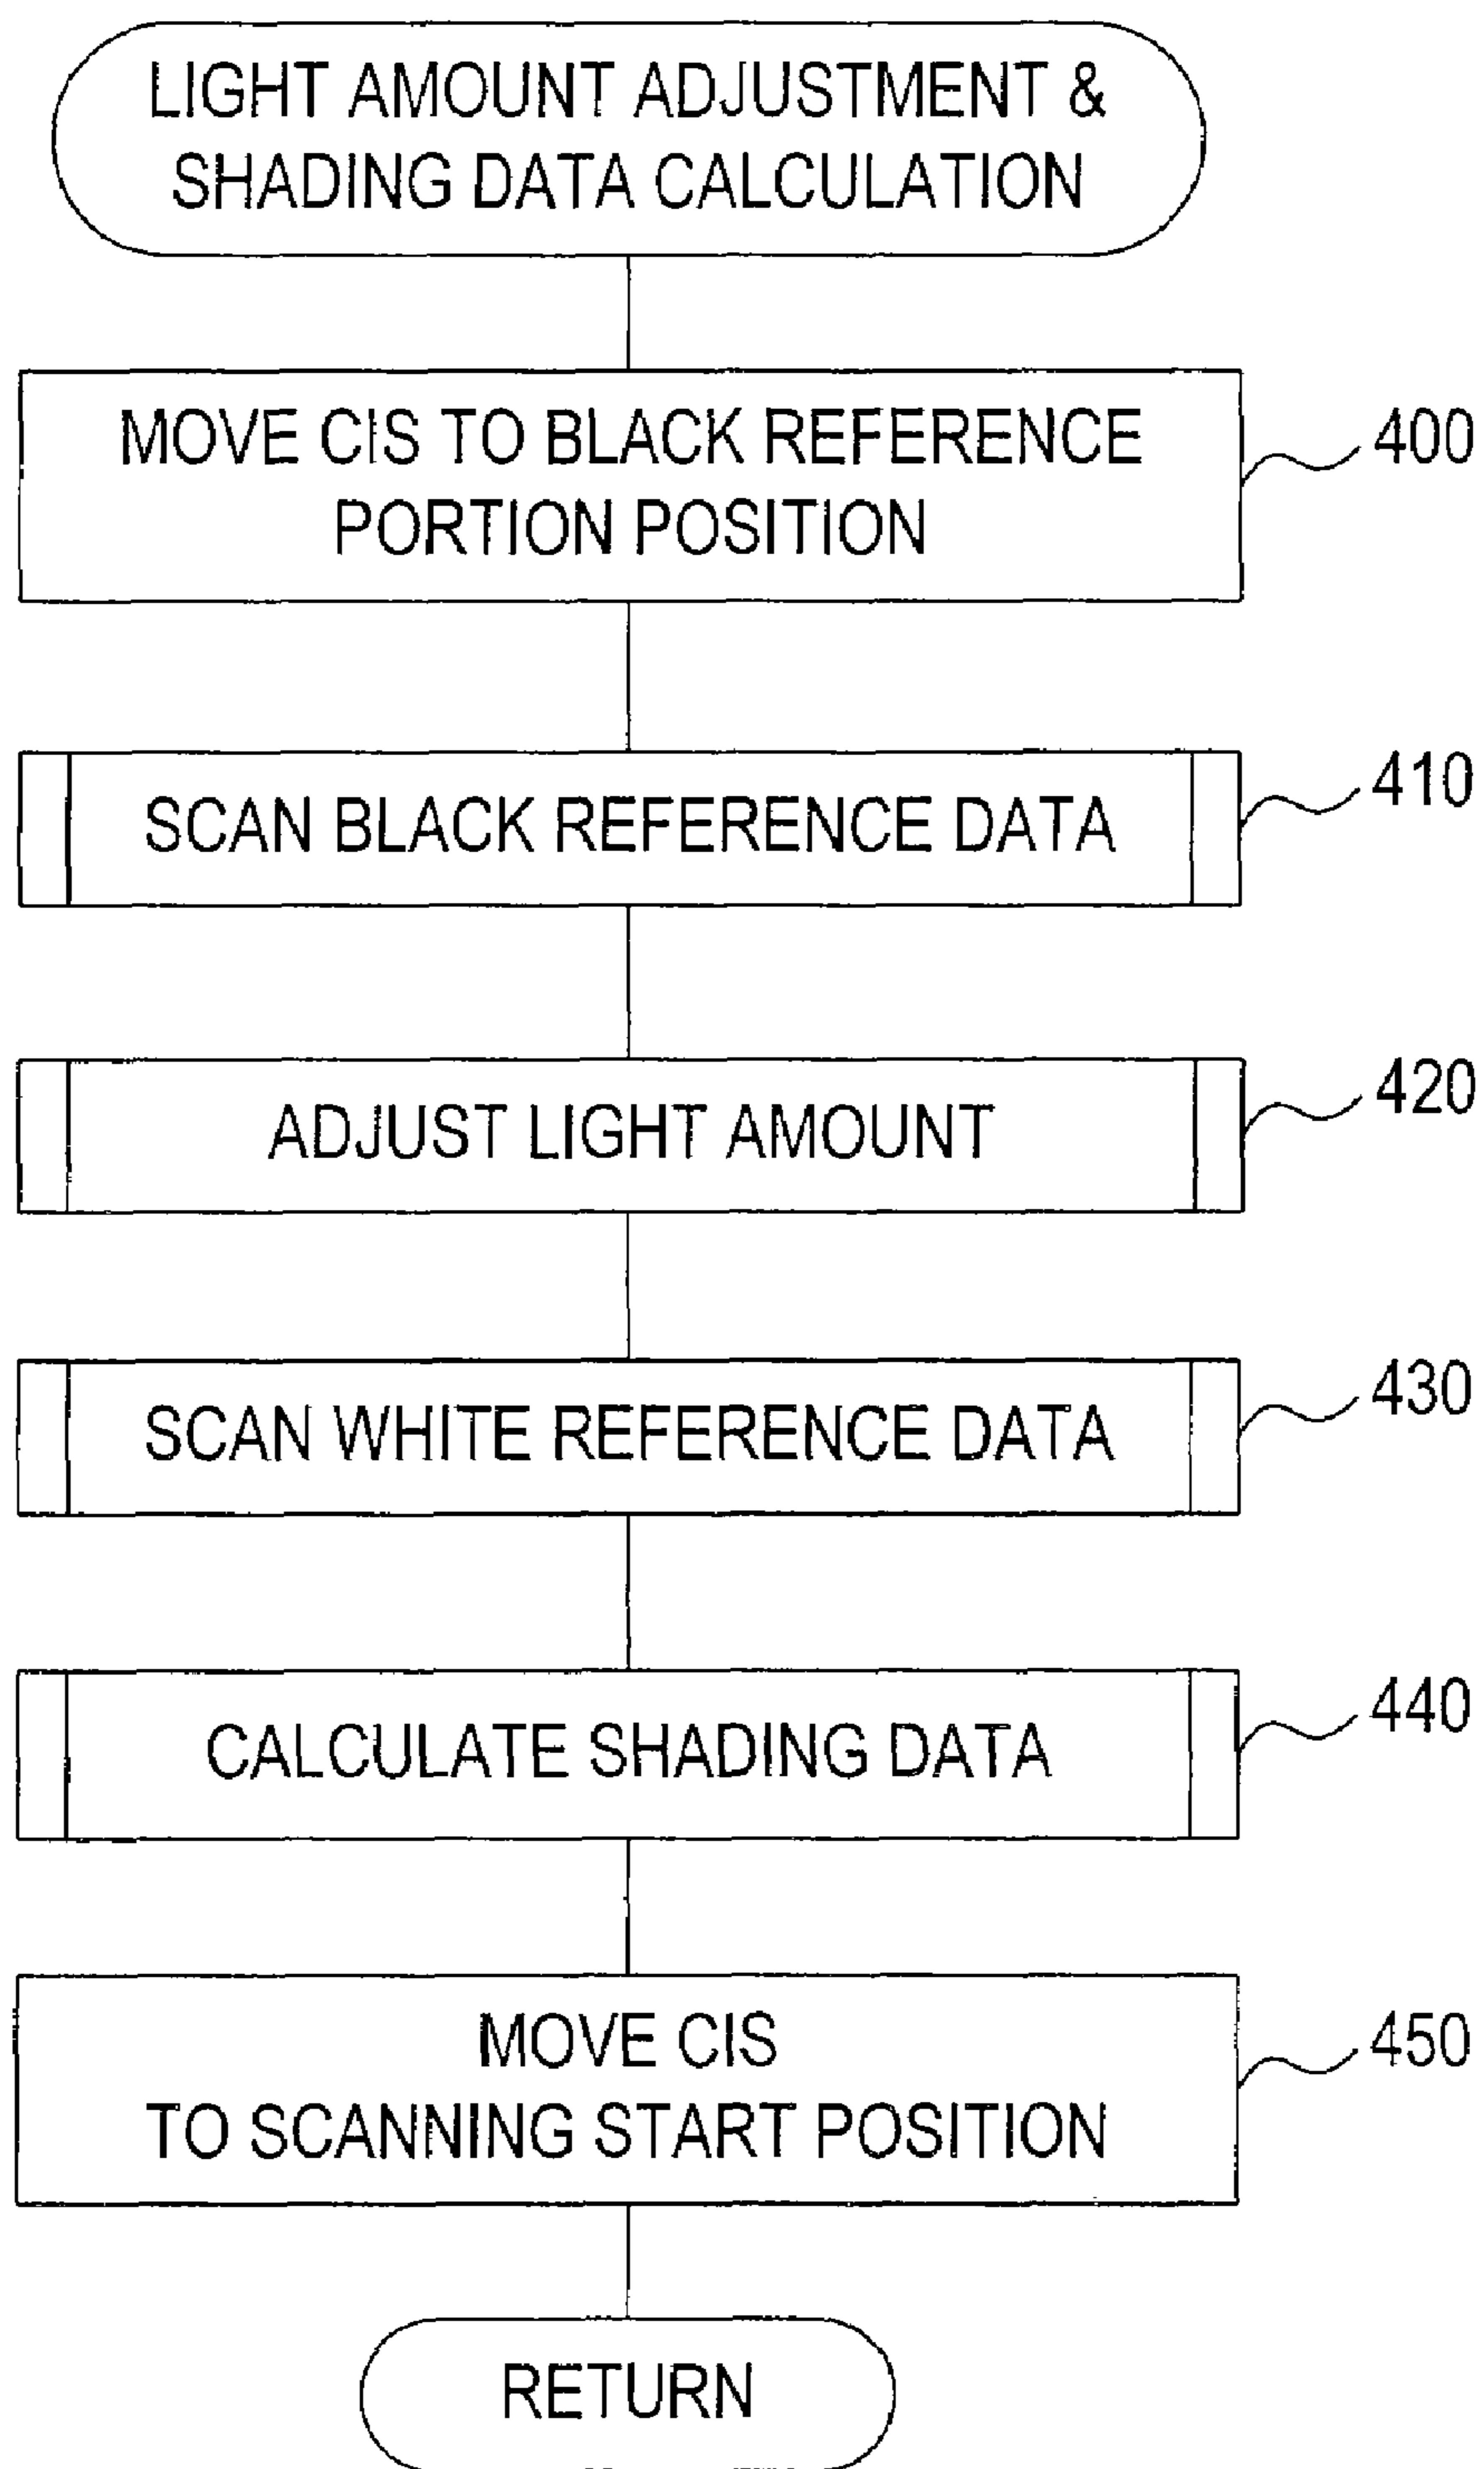 LIGHT AMOUNT ADJUSTMENT &
SHADING DATA CALCULATION
MOVE CIS TO BLACK REFERENCE
PORTION POSITION
400
SCAN BLACK REFERENCE DATA
410
ADJUST LIGHT AMOUNT
420
SCAN WHITE REFERENCE DATA
430
CALCULATE SHADING DATA
440
MOVE CIS
TO SCANNING START POSITION
450
RETURN